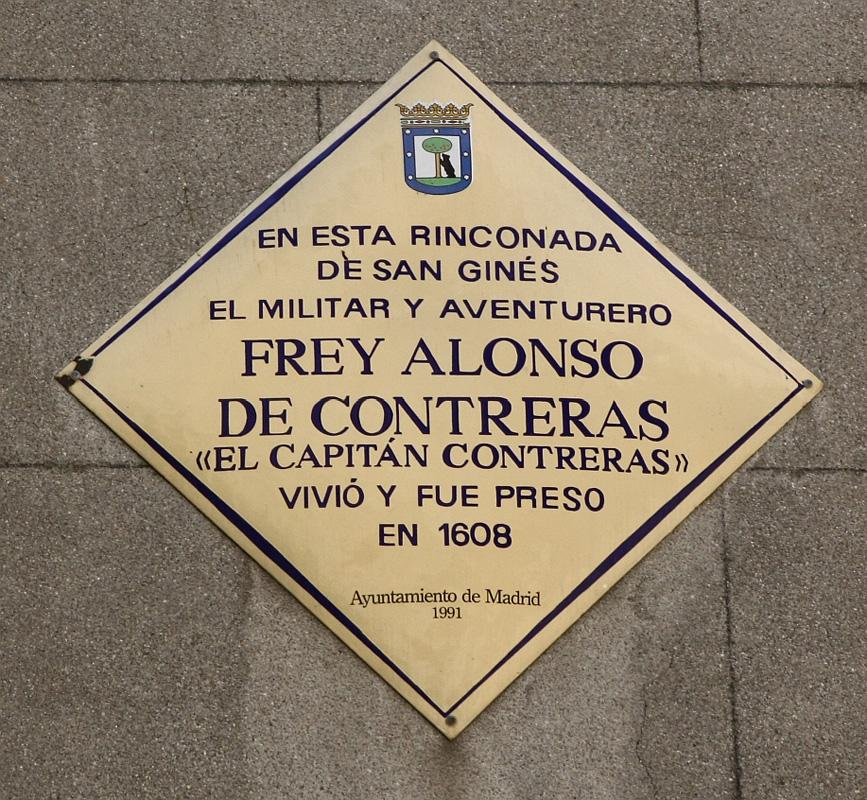 EN ESTA RINCONADA
DE SAN GINÉS
EL MILITAR Y AVENTURERO
FREY ALONSO
DE CONTRERAS
«EL CAPITÁN CONTRERAS»
VIVIÓ Y FUE PRESO
EN 1608
Ayuntamiento de Madrid
1991